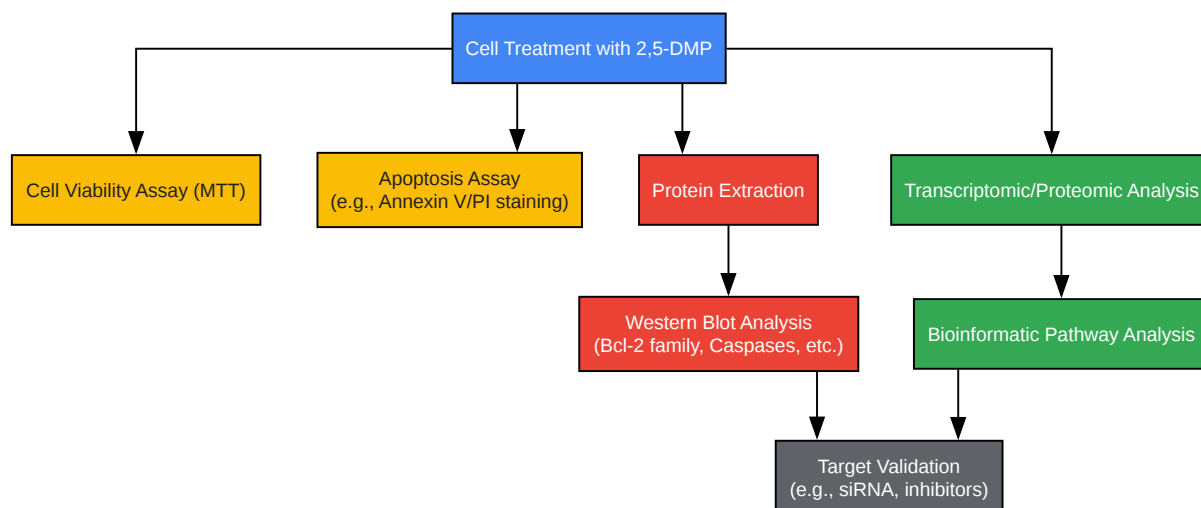 Cell Treatment with 2,5-DMP
Cell Viability Assay (MTT)
Apoptosis Assay
(e.g., Annexin V/PI staining)
Protein Extraction
Transcriptomic/Proteomic Analysis
Western Blot Analysis
(Bcl-2 family, Caspases, etc.)
Bioinformatic Pathway Analysis
Target Validation
(e.g., siRNA, inhibitors)